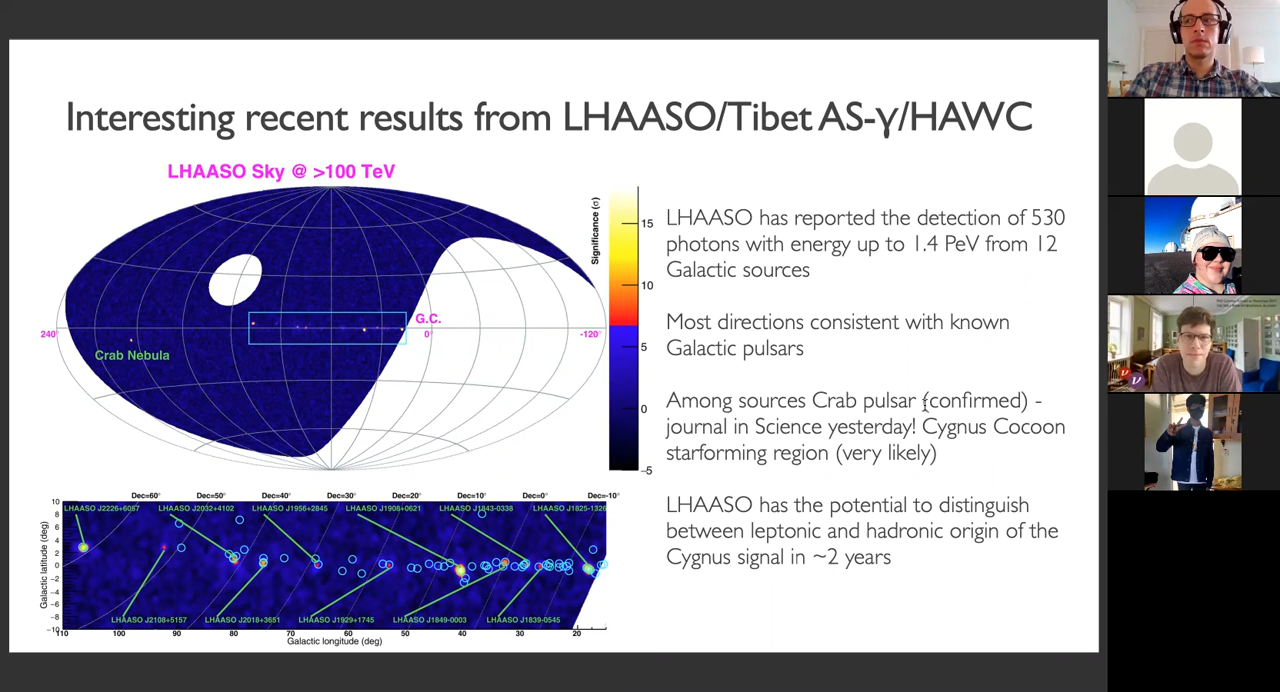 Interesting recent results from LHAASO/Tibet AS-γ/HAWC
LHAASO Sky @ >100 TeV
Significance (σ)
15
10
5
0
−5
240°
G.C.
0°
-120°
Crab Nebula
LHAASO has reported the detection of 530
photons with energy up to 1.4 PeV from 12
Galactic sources
Most directions consistent with known
Galactic pulsars
Among sources Crab pulsar (confirmed) -
journal in Science yesterday! Cygnus Cocoon
starforming region (very likely)
LHAASO has the potential to distinguish
between leptonic and hadronic origin of the
Cygnus signal in ~2 years
Dec=60° Dec=50° Dec=40° Dec=30° Dec=20° Dec=10° Dec=0° Dec=-10°
LHAASO J2226+6057 LHAASO J2032+4102 LHAASO J1956+2845 LHAASO J1908+0621 LHAASO J1843-0338 LHAASO J1825-1326
Galactic latitude (deg)
10
8
6
4
2
0
−2
−4
−6
−8
−10
LHAASO J2108+5157 LHAASO J2018+3651 LHAASO J1929+1745 LHAASO J1849-0003 LHAASO J1839-0545
110 100 90 80 70 60 50 40 30 20
Galactic longitude (deg)